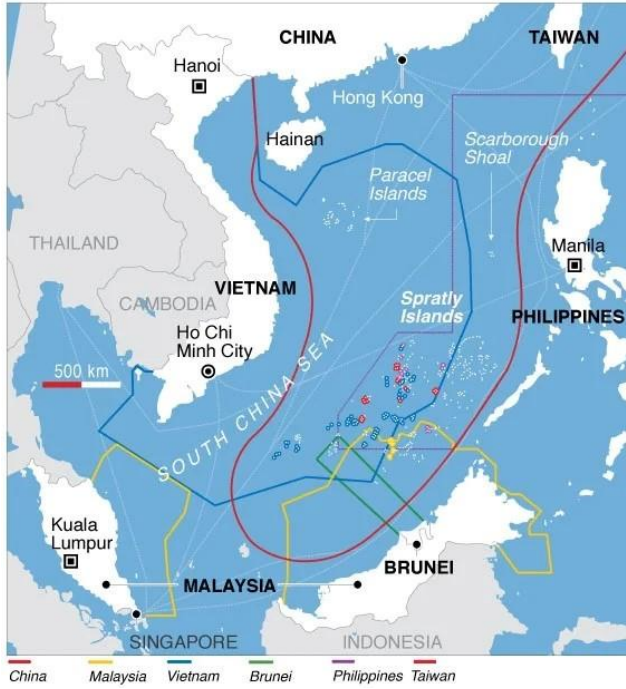 CHINA
TAIWAN
Hanoi
Hong Kong
Hainan
Scarborough
Shoal
Paracel
Islands
THAILAND
Manila
VIETNAM
CAMBODIA
Spratly
Islands
PHILIPPINES
Ho Chi
Minh City
500 km
SOUTH CHINA SEA
Kuala
Lumpur
BRUNEI
MALAYSIA
SINGAPORE
INDONESIA
China
Malaysia
Vietnam
Brunei
Philippines
Taiwan